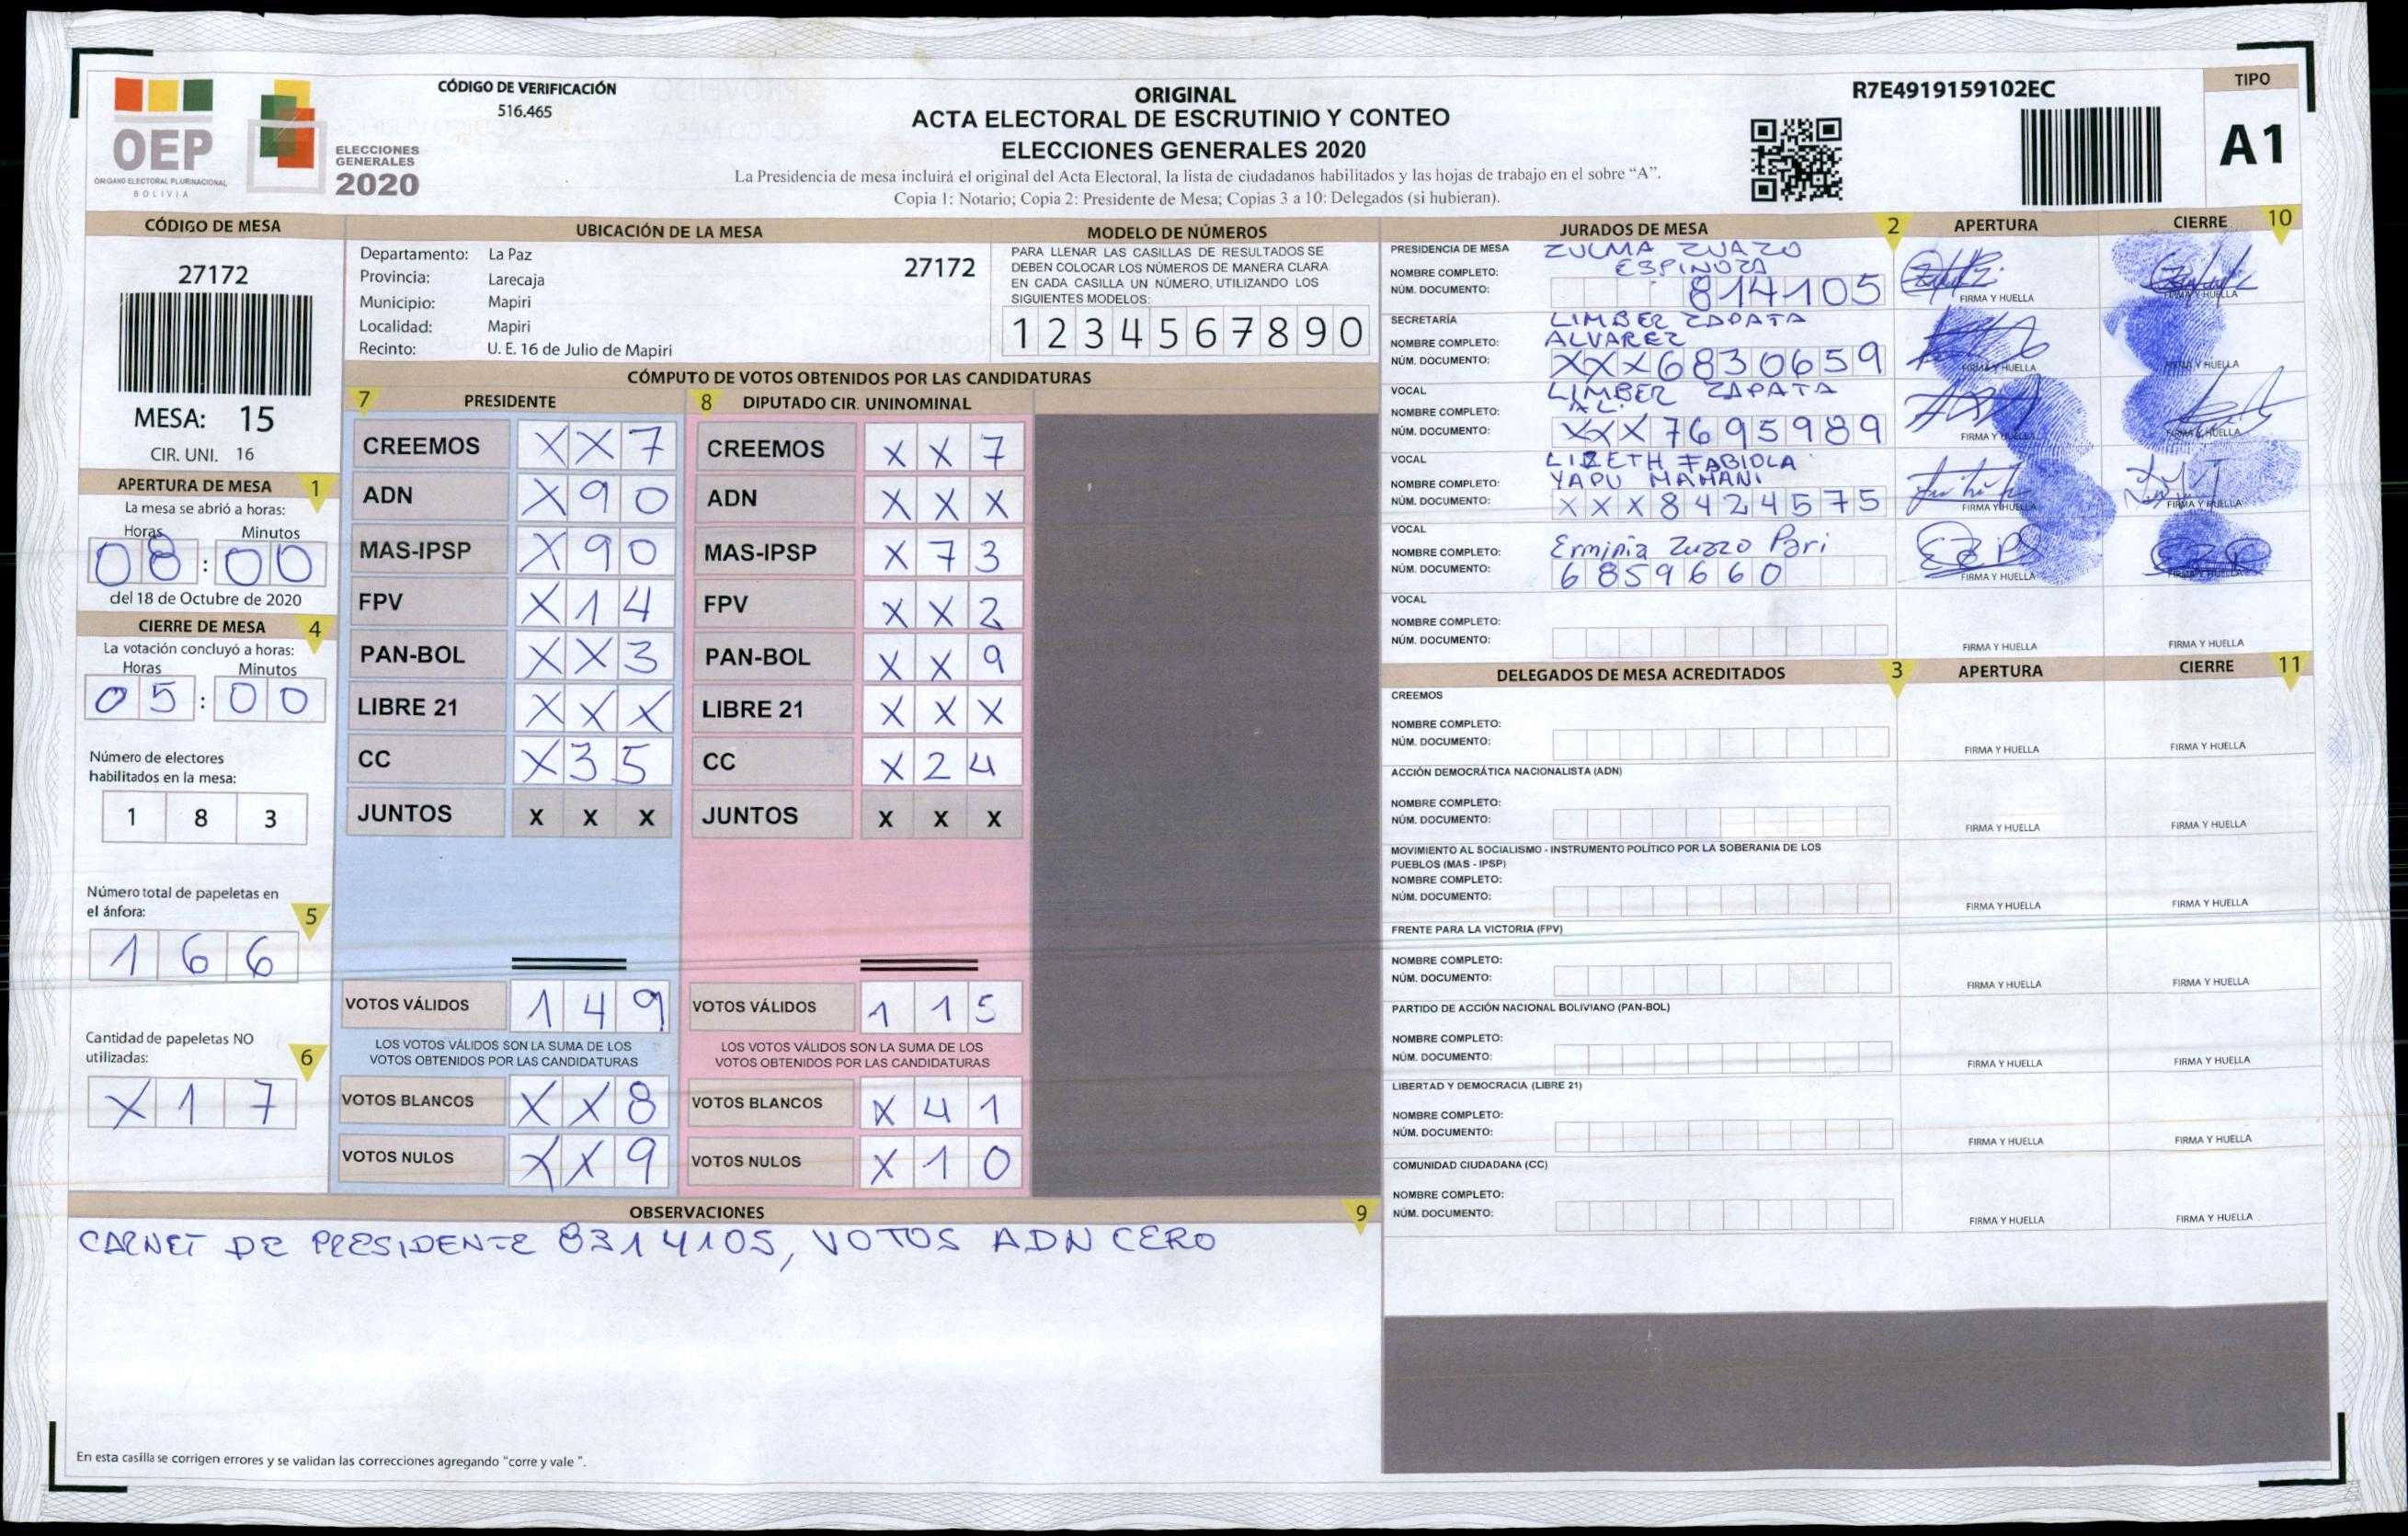 CÓDIGO DE VERIFICACIÓN
516.465
ORIGINAL
ACTA ELECTORAL DE ESCRUTINIO Y CONTEO
ELECCIONES GENERALES 2020
La Presidencia de mesa incluirá el original del Acta Electoral, la lista de ciudadanos habilitados y las hojas de trabajo en el sobre “A”.
Copia 1: Notario; Copia 2: Presidente de Mesa; Copias 3 a 10: Delegados (si hubieran).
R7E4919159102EC
TIPO
A1
OEP
ÓRGANO ELECTORAL PLURINACIONAL
BOLIVIA
ELECCIONES
GENERALES
2020
CÓDIGO DE MESA
27172
MESA: 15
CIR. UNI. 16
APERTURA DE MESA 1
La mesa se abrió a horas:
Horas Minutos
08:00
del 18 de Octubre de 2020
CIERRE DE MESA 4
La votación concluyó a horas:
Horas Minutos
05:00
Número de electores
habilitados en la mesa:
1 8 3
Número total de papeletas en
el ánfora: 5
1 6 6
Cantidad de papeletas NO
utilizadas: 6
X 1 7
UBICACIÓN DE LA MESA
Departamento: La Paz
Provincia: Larecaja
Municipio: Mapiri
Localidad: Mapiri
Recinto: U. E. 16 de Julio de Mapiri
27172
MODELO DE NÚMEROS
PARA LLENAR LAS CASILLAS DE RESULTADOS SE
DEBEN COLOCAR LOS NÚMEROS DE MANERA CLARA
EN CADA CASILLA UN NÚMERO, UTILIZANDO LOS
SIGUIENTES MODELOS:
1 2 3 4 5 6 7 8 9 0
CÓMPUTO DE VOTOS OBTENIDOS POR LAS CANDIDATURAS
7 PRESIDENTE
CREEMOS X X 7
ADN X 9 0
MAS-IPSP X 9 0
FPV X 1 4
PAN-BOL X X 3
LIBRE 21 X X X
CC X 3 5
JUNTOS X X X
VOTOS VÁLIDOS 1 4 9
LOS VOTOS VÁLIDOS SON LA SUMA DE LOS
VOTOS OBTENIDOS POR LAS CANDIDATURAS
VOTOS BLANCOS X X 8
VOTOS NULOS X X 9
8 DIPUTADO CIR. UNINOMINAL
CREEMOS X X 7
ADN X X X
MAS-IPSP X 7 3
FPV X X 2
PAN-BOL X X 9
LIBRE 21 X X X
CC X 2 4
JUNTOS X X X
VOTOS VÁLIDOS 1 1 5
LOS VOTOS VÁLIDOS SON LA SUMA DE LOS
VOTOS OBTENIDOS POR LAS CANDIDATURAS
VOTOS BLANCOS X 4 1
VOTOS NULOS X 1 0
OBSERVACIONES 9
CARNET DE PRESIDENTE 8314105, VOTOS ADN CERO
En esta casilla se corrigen errores y se validan las correcciones agregando "corre y vale ".
JURADOS DE MESA 2 APERTURA CIERRE 10
PRESIDENCIA DE MESA ZULMA ZUAZO
NOMBRE COMPLETO: ESPINOZA
NÚM. DOCUMENTO: 814105
FIRMA Y HUELLA FIRMA Y HUELLA
SECRETARÍA LIMBER ZAPATA
NOMBRE COMPLETO: ALVAREZ
NÚM. DOCUMENTO: XXX6830659
FIRMA Y HUELLA FIRMA Y HUELLA
VOCAL LIMBER ZAPATA
NOMBRE COMPLETO: AL.
NÚM. DOCUMENTO: XXX7695989
FIRMA Y HUELLA FIRMA Y HUELLA
VOCAL LIZETH FABIOLA
NOMBRE COMPLETO: YAPU MAMANI
NÚM. DOCUMENTO: XXX8424575
FIRMA Y HUELLA FIRMA Y HUELLA
VOCAL
NOMBRE COMPLETO: Erminia Zuazo Pari
NÚM. DOCUMENTO: 6859660
FIRMA Y HUELLA FIRMA Y HUELLA
VOCAL
NOMBRE COMPLETO:
NÚM. DOCUMENTO:
FIRMA Y HUELLA FIRMA Y HUELLA
DELEGADOS DE MESA ACREDITADOS 3 APERTURA CIERRE 11
CREEMOS
NOMBRE COMPLETO:
NÚM. DOCUMENTO:
FIRMA Y HUELLA FIRMA Y HUELLA
ACCIÓN DEMOCRÁTICA NACIONALISTA (ADN)
NOMBRE COMPLETO:
NÚM. DOCUMENTO:
FIRMA Y HUELLA FIRMA Y HUELLA
MOVIMIENTO AL SOCIALISMO - INSTRUMENTO POLÍTICO POR LA SOBERANIA DE LOS
PUEBLOS (MAS - IPSP)
NOMBRE COMPLETO:
NÚM. DOCUMENTO:
FIRMA Y HUELLA FIRMA Y HUELLA
FRENTE PARA LA VICTORIA (FPV)
NOMBRE COMPLETO:
NÚM. DOCUMENTO:
FIRMA Y HUELLA FIRMA Y HUELLA
PARTIDO DE ACCIÓN NACIONAL BOLIVIANO (PAN-BOL)
NOMBRE COMPLETO:
NÚM. DOCUMENTO:
FIRMA Y HUELLA FIRMA Y HUELLA
LIBERTAD Y DEMOCRACIA (LIBRE 21)
NOMBRE COMPLETO:
NÚM. DOCUMENTO:
FIRMA Y HUELLA FIRMA Y HUELLA
COMUNIDAD CIUDADANA (CC)
NOMBRE COMPLETO:
NÚM. DOCUMENTO:
FIRMA Y HUELLA FIRMA Y HUELLA